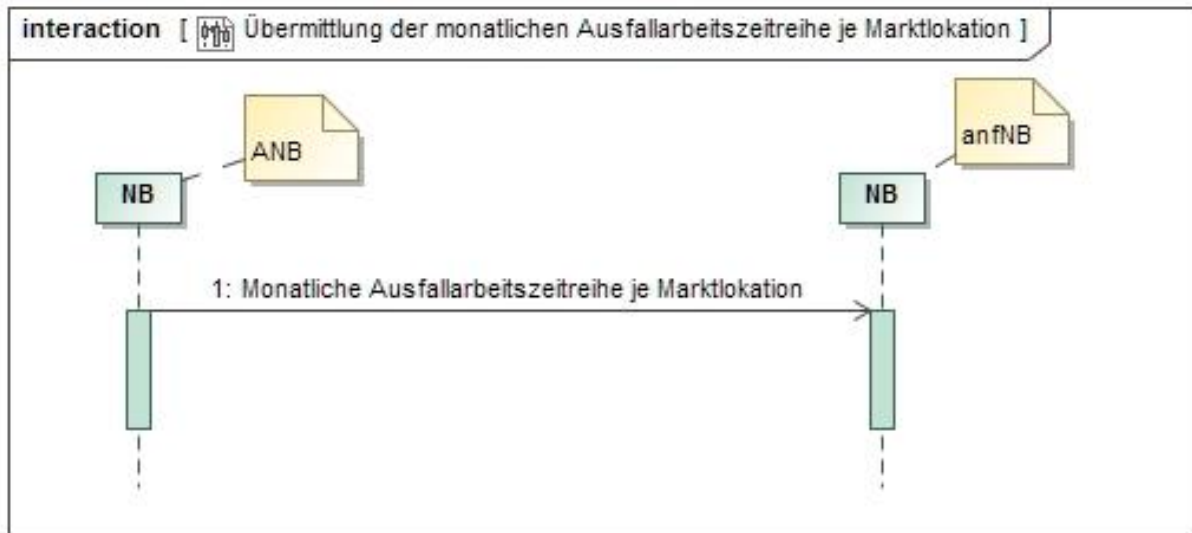 interaction [ Übermittlung der monatlichen Ausfallarbeitszeitreihe je Marktlokation ]
ANB
anfNB
NB
NB
1: Monatliche Ausfallarbeitszeitreihe je Marktlokation